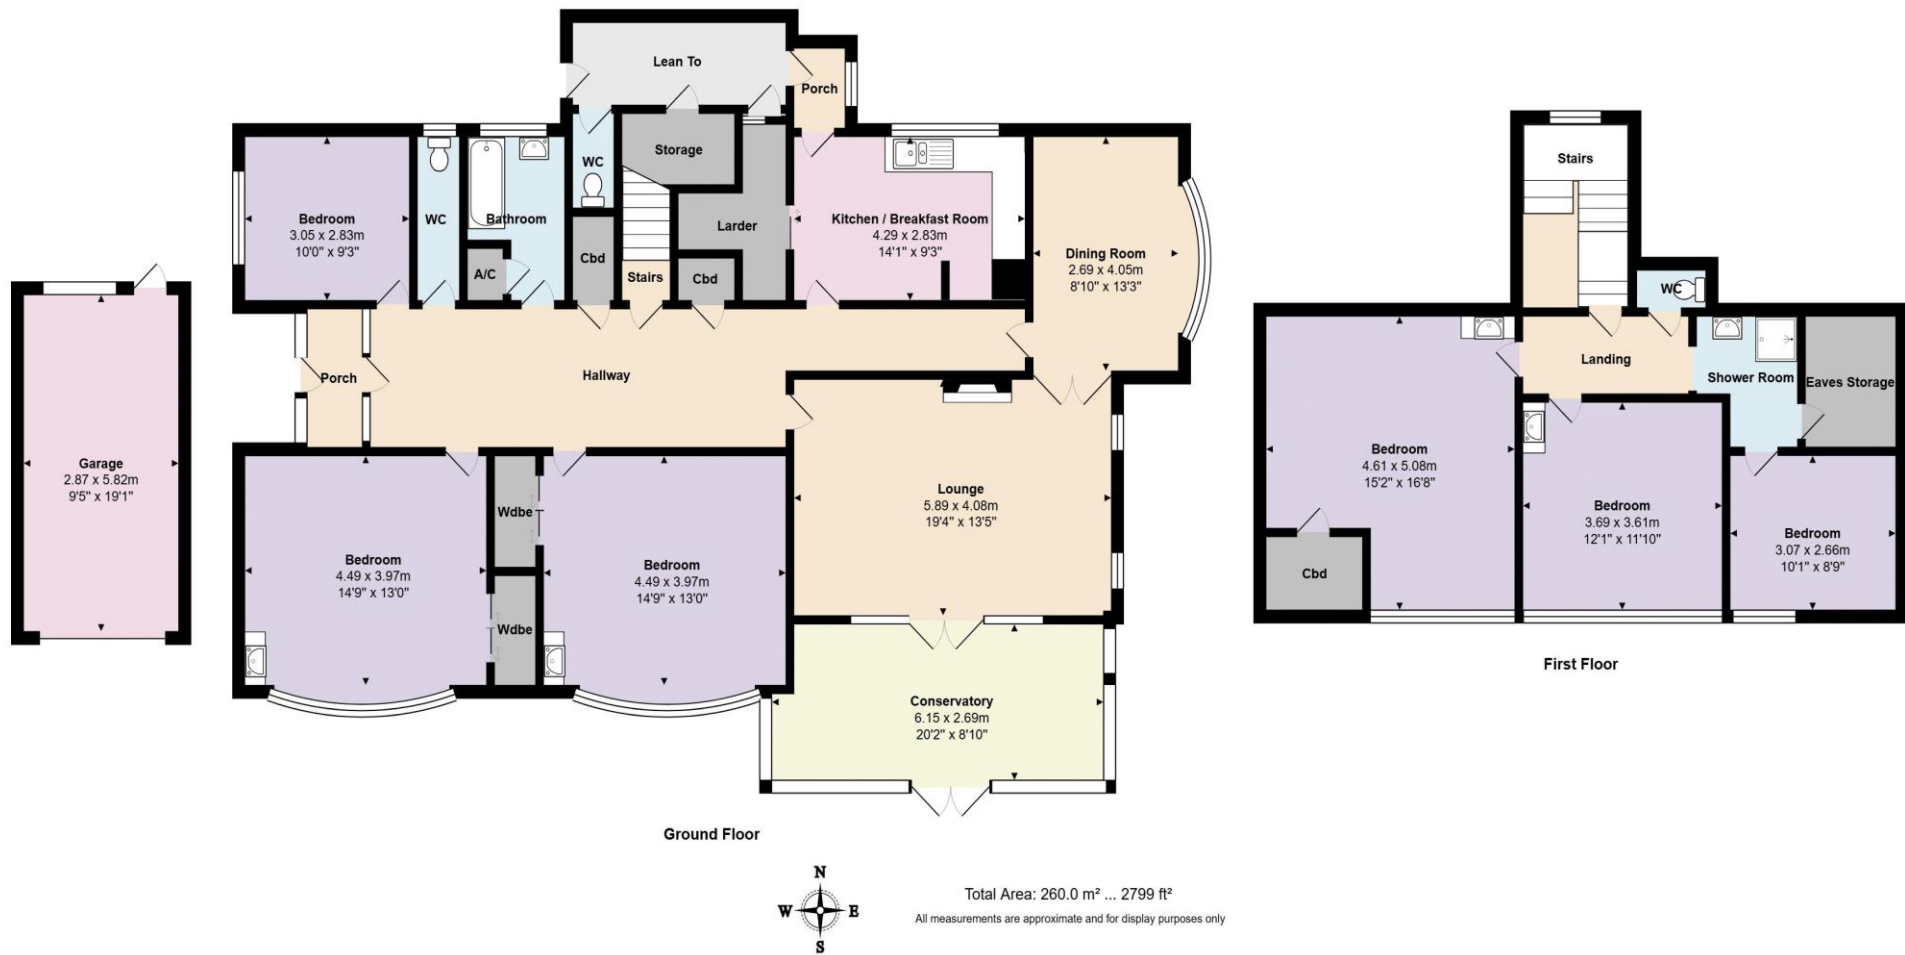 Lean To
Porch
Storage
WC
Bedroom
3.05 x 2.83m
10'0" x 9'3"
WC
Bathroom
A/C
Cbd
Stairs
Larder
Cbd
Kitchen / Breakfast Room
4.29 x 2.83m
14'1" x 9'3"
Dining Room
2.69 x 4.05m
8'10" x 13'3"
Porch
Hallway
Garage
2.87 x 5.82m
9'5" x 19'1"
Bedroom
4.49 x 3.97m
14'9" x 13'0"
Wdbe
Wdbe
Bedroom
4.49 x 3.97m
14'9" x 13'0"
Lounge
5.89 x 4.08m
19'4" x 13'5"
Conservatory
6.15 x 2.69m
20'2" x 8'10"
Ground Floor
Stairs
WC
Landing
Shower Room
Eaves Storage
Bedroom
4.61 x 5.08m
15'2" x 16'8"
Cbd
Bedroom
3.69 x 3.61m
12'1" x 11'10"
Bedroom
3.07 x 2.66m
10'1" x 8'9"
First Floor
N
W E
S
Total Area: 260.0 m² ... 2799 ft²
All measurements are approximate and for display purposes only